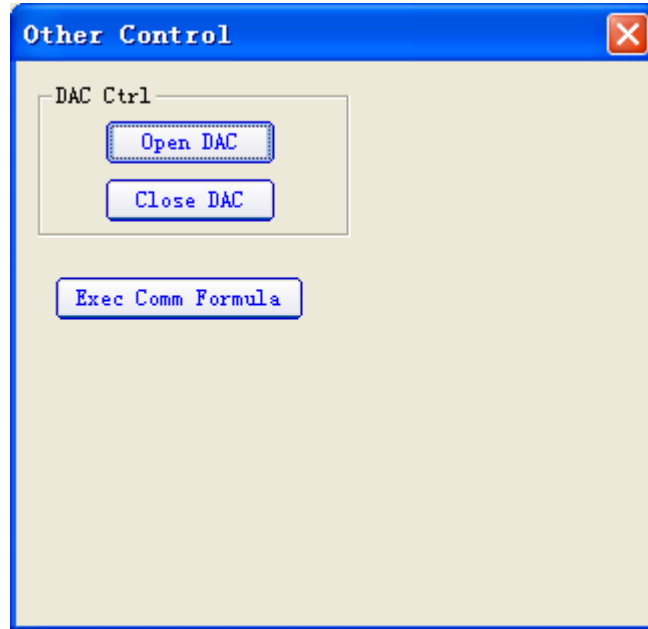 Other Control
DAC Ctrl
Open DAC
Close DAC
Exec Comm Formula